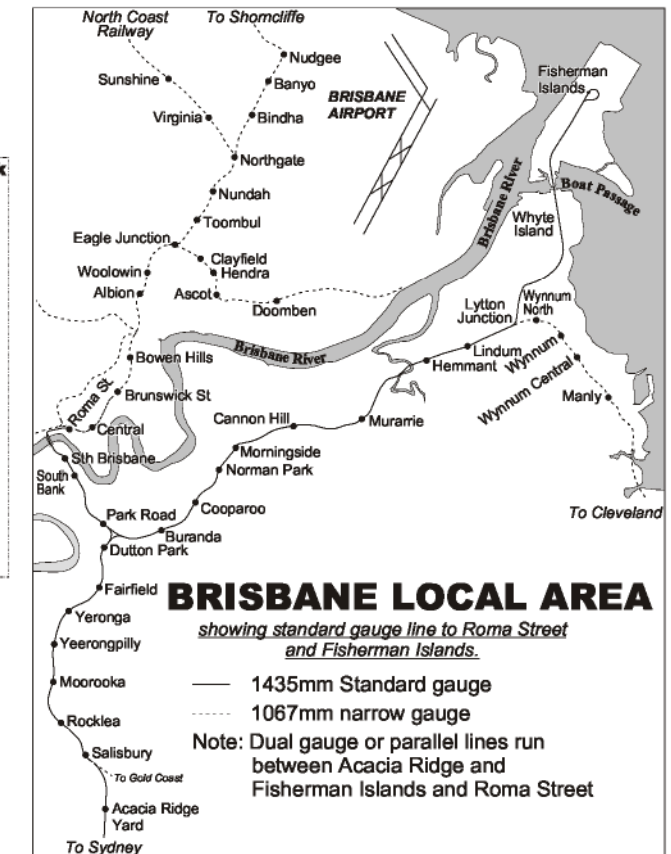 North Coast
Railway
To Shorncliffe
Nudgee
Sunshine
Banyo
Virginia
Bindha
BRISBANE
AIRPORT
Fisherman
Islands
Northgate
Nundah
Toombul
Brisbane River
Boat Passage
Whyte
Island
Eagle Junction
Clayfield
Woolowin
Hendra
Albion
Ascot
Doomben
Lytton
Junction
Wynnum
North
Bowen Hills
Brisbane River
Lindum
Wynnum
Hemmant
Wynnum Central
Manly
Roma St.
Brunswick St
Central
Cannon Hill
Murarrie
Sth Brisbane
Morningside
South
Bank
Norman Park
Cooparoo
To Cleveland
Park Road
Buranda
Dutton Park
Fairfield
BRISBANE LOCAL AREA
showing standard gauge line to Roma Street
and Fisherman Islands.
Yeronga
Yeerongpilly
Moorooka
1435mm Standard gauge
1067mm narrow gauge
Rocklea
Note: Dual gauge or parallel lines run
between Acacia Ridge and
Fisherman Islands and Roma Street
Salisbury
To Gold Coast
Acacia Ridge
Yard
To Sydney